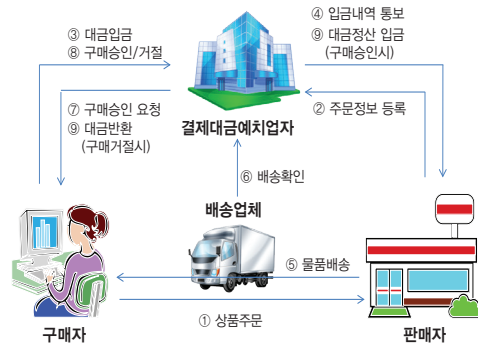 ④ 입금내역 통보
⑨ 대금정산 입금
(구매승인시)
③ 대금입금
⑧ 구매승인/거절
⑦ 구매승인 요청
⑨ 대금반환
(구매거절시)
② 주문정보 등록
결제대금예치업자
⑥ 배송확인
배송업체
⑤ 물품배송
① 상품주문
구매자
판매자